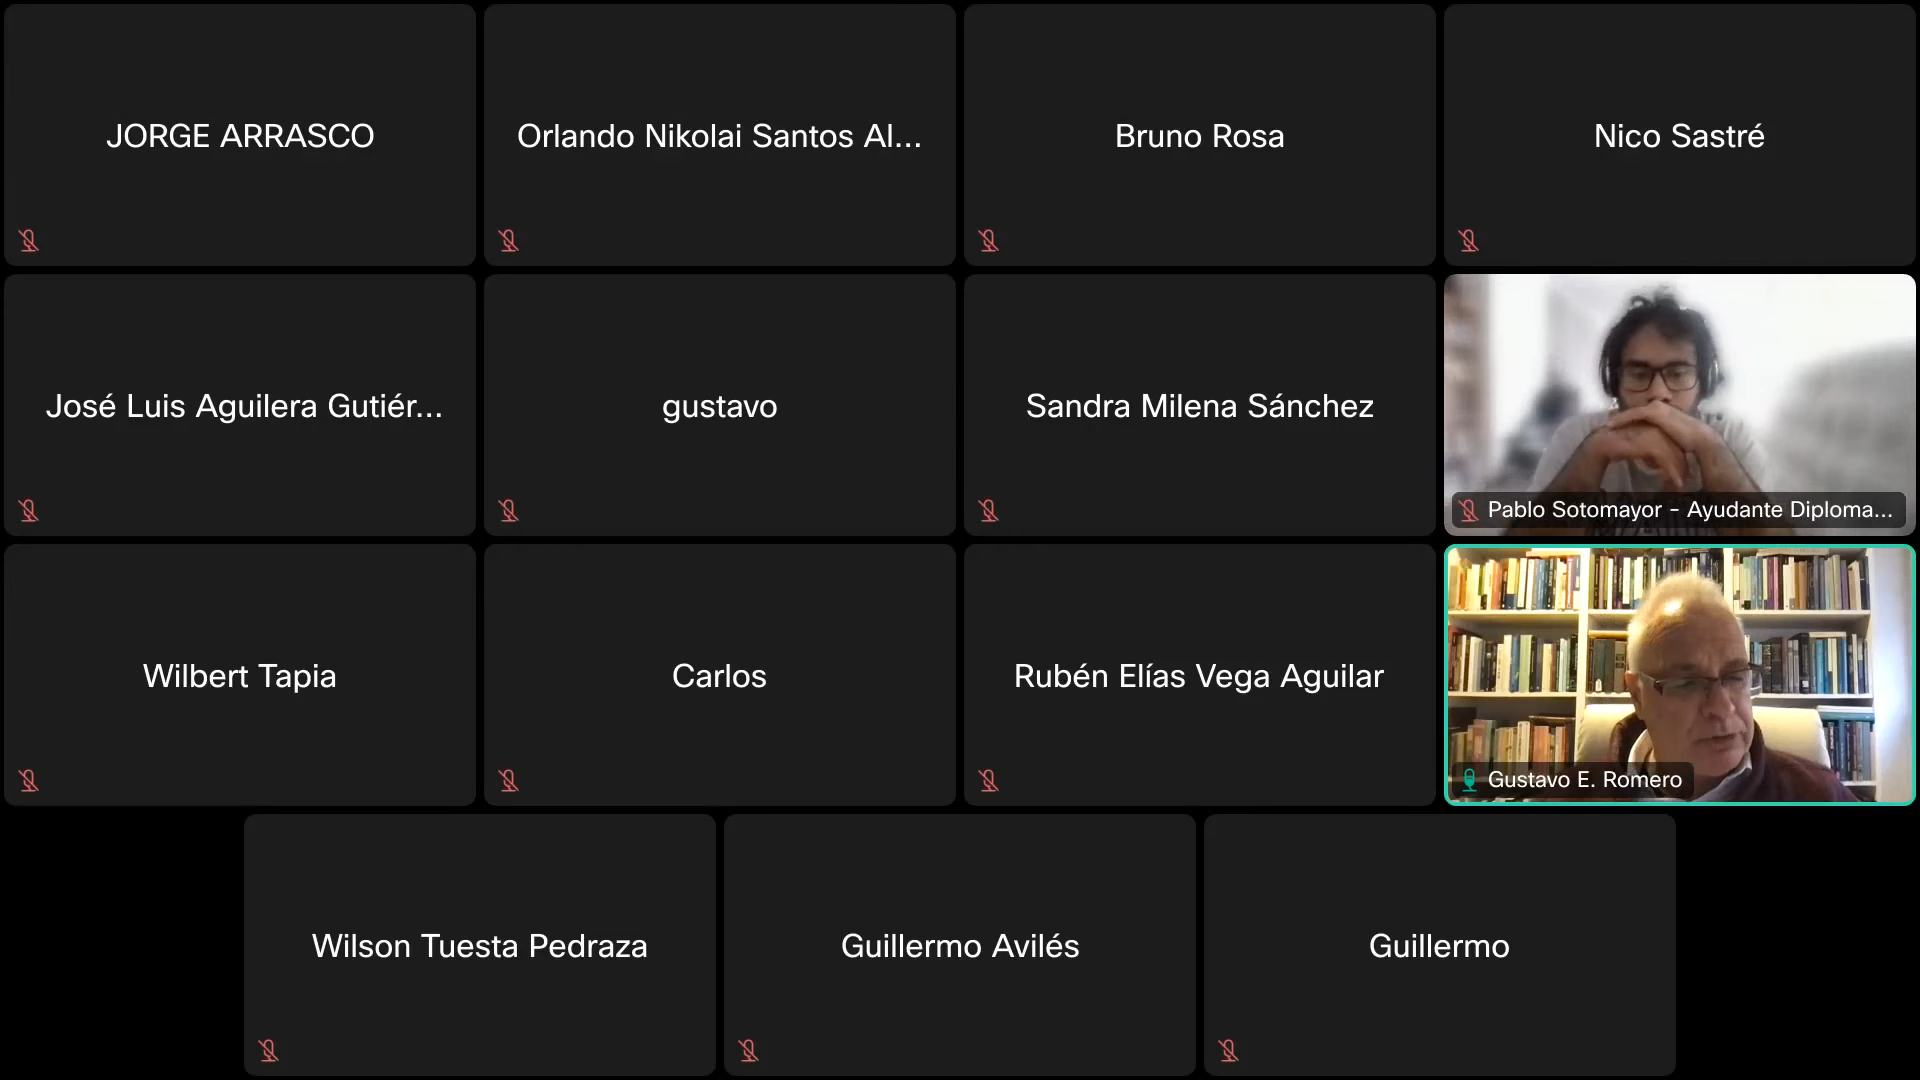 JORGE ARRASCO
Orlando Nikolai Santos Al...
Bruno Rosa
Nico Sastré
José Luis Aguilera Gutiér...
gustavo
Sandra Milena Sánchez
Pablo Sotomayor - Ayudante Diploma...
Wilbert Tapia
Carlos
Rubén Elías Vega Aguilar
Gustavo E. Romero
Wilson Tuesta Pedraza
Guillermo Avilés
Guillermo